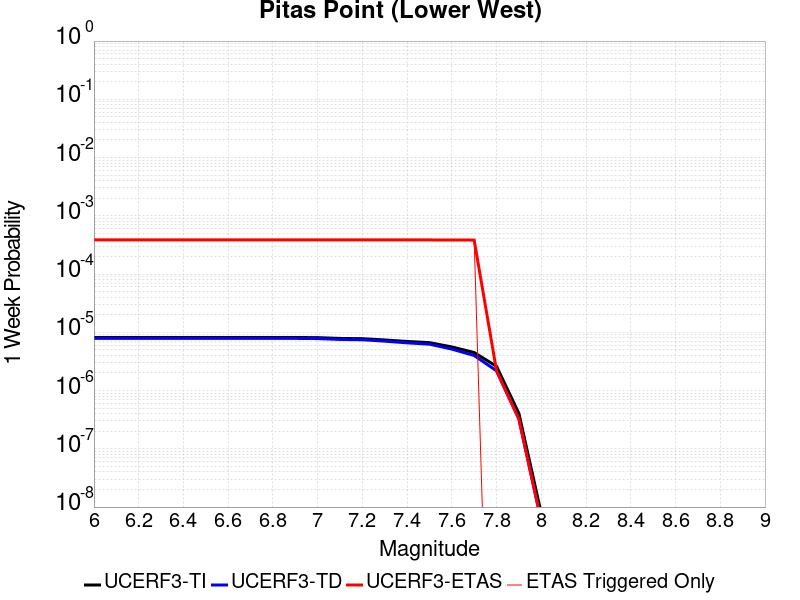 Pitas Point (Lower West)
10^0
10^-1
10^-2
10^-3
10^-4
10^-5
10^-6
10^-7
10^-8
1 Week Probability
6 6.2 6.4 6.6 6.8 7 7.2 7.4 7.6 7.8 8 8.2 8.4 8.6 8.8 9
Magnitude
UCERF3-TI UCERF3-TD UCERF3-ETAS ETAS Triggered Only